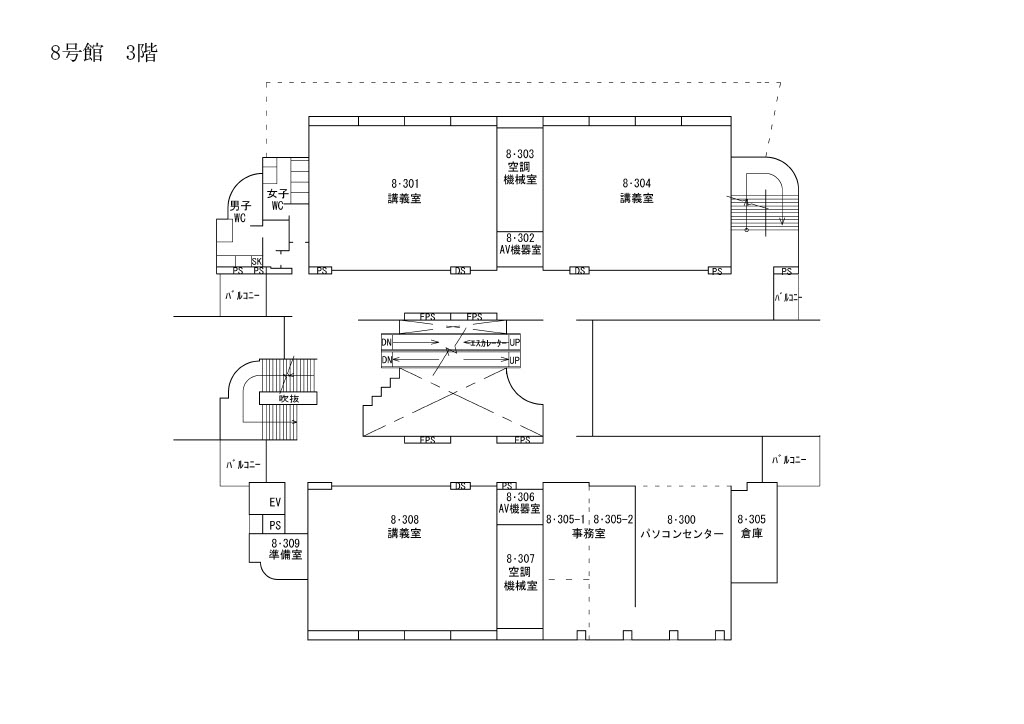 8号館　3階
8・303
空調
機械室
8・301
講義室
8・304
講義室
女子
WC
男子
WC
8・302
AV機器室
SK
PS
PS
PS
DS
DS
PS
PS
バルコニー
バルコニー
EPS
EPS
DN
エスカレーター
UP
DN
UP
吹抜
EPS
EPS
バルコニー
バルコニー
DS
PS
EV
8・306
AV機器室
PS
8・308
講義室
8・305-1
8・305-2
事務室
8・300
パソコンセンター
8・305
倉庫
8・309
準備室
8・307
空調
機械室